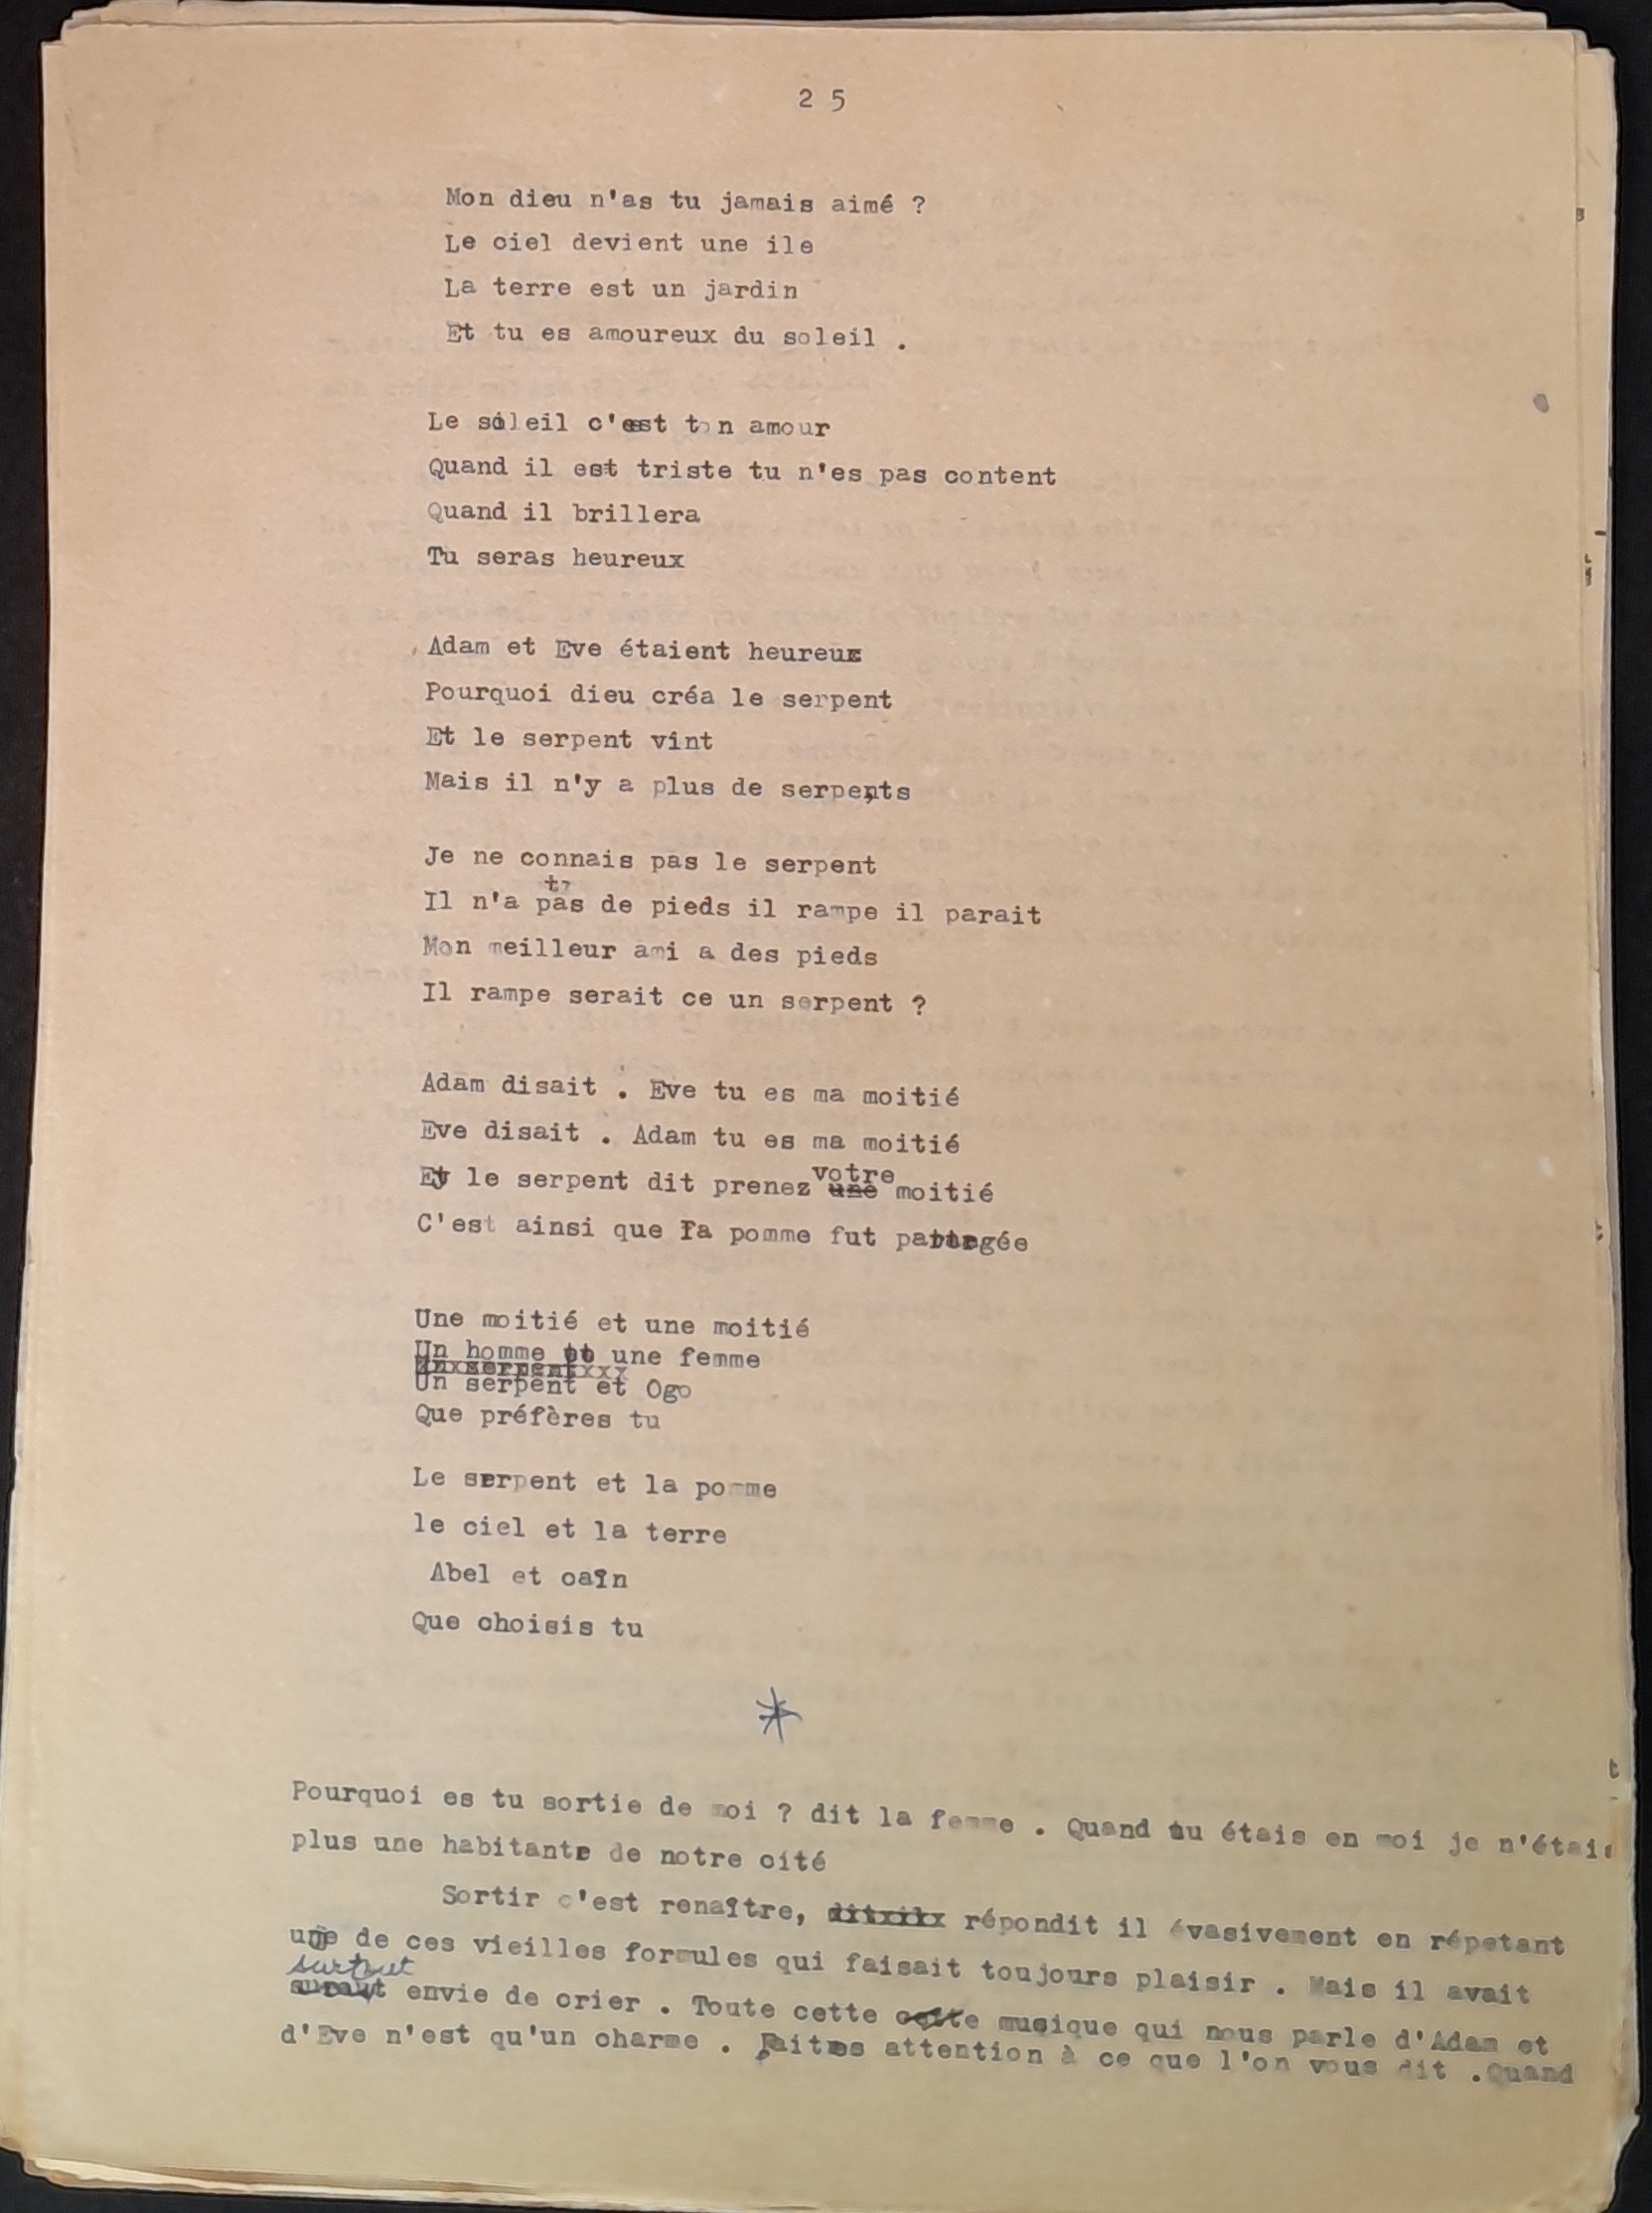 2 5
Mon dieu n'as tu jamais aimé ?
Le ciel devient une ile
La terre est un jardin
Et tu es amoureux du soleil .
Le soleil c'est ton amour
Quand il est triste tu n'es pas content
Quand il brillera
Tu seras heureux
Adam et Eve étaient heureux
Pourquoi dieu créa le serpent
Et le serpent vint
Mais il n'y a plus de serpents
Je ne connais pas le serpent
Il n'a pas de pieds il rampe il parait
Mon meilleur ami a des pieds
Il rampe serait ce un serpent ?
Adam disait . Eve tu es ma moitié
Eve disait . Adam tu es ma moitié
Et le serpent dit prenez votre une moitié
C'est ainsi que la pomme fut partagée
Une moitié et une moitié
Un homme et une femme
Un serpent
Un serpent et Ogo
Que préfères tu
Le serpent et la pomme
le ciel et la terre
Abel et caïn
Que choisis tu
*
Pourquoi es tu sortie de moi ? dit la femme . Quand tu étais en moi je n'étais
plus une habitante de notre cité
Sortir c'est renaître, dit il répondit il évasivement en répetant
une de ces vieilles formules qui faisait toujours plaisir . Mais il avait
surtout
envie de crier . Toute cette cette musique qui nous parle d'Adam et
d'Eve n'est qu'un charme . Faites attention à ce que l'on vous dit .Quand